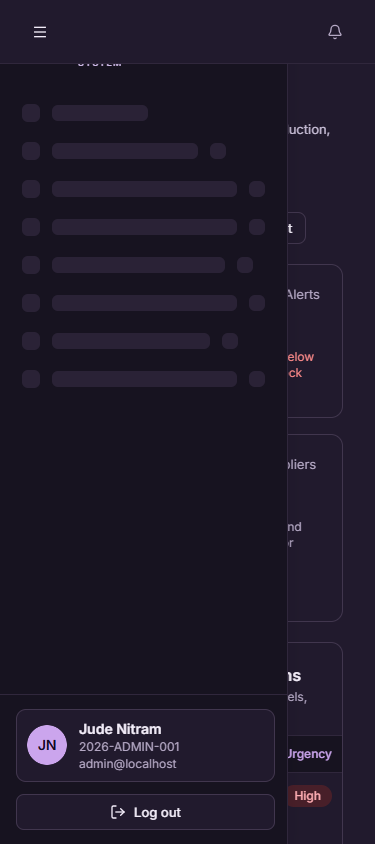 SYSTEM
uction,
t
Alerts
elow
ck
pliers
nd
or
ns
els,
Urgency
High
JN
Jude Nitram
2026-ADMIN-001
admin@localhost
Log out